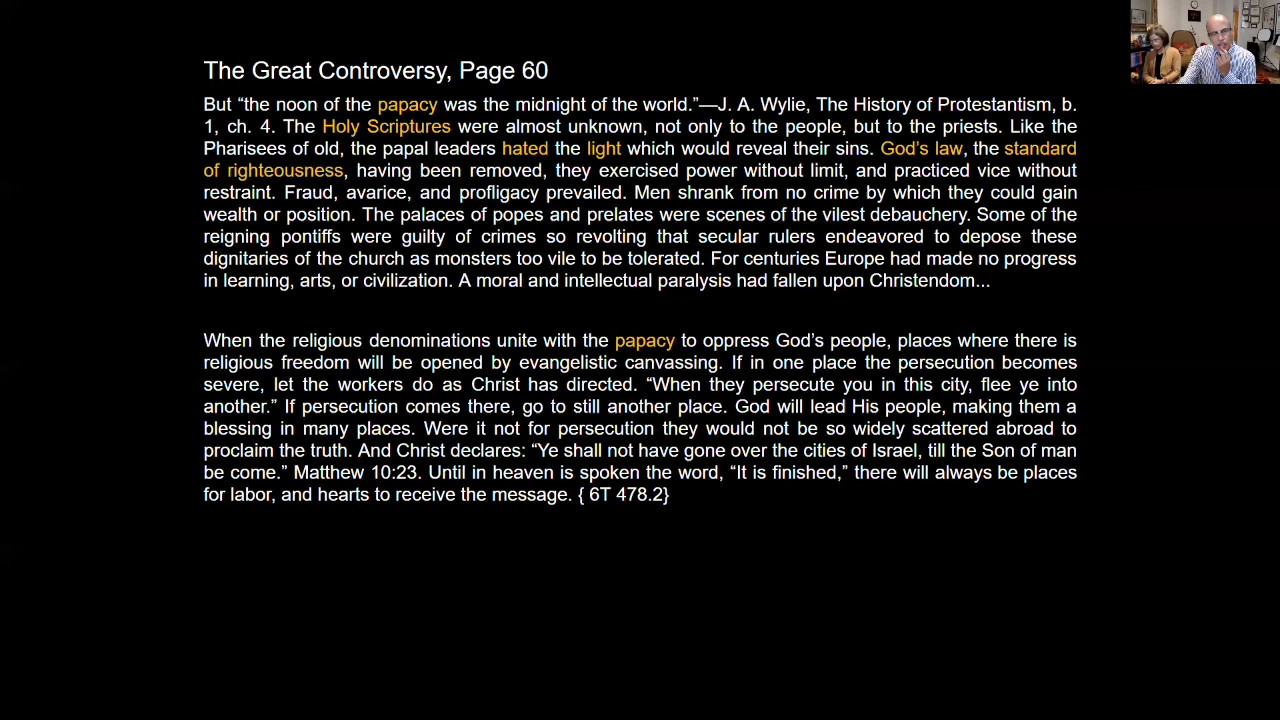 The Great Controversy, Page 60
But “the noon of the papacy was the midnight of the world.”—J. A. Wylie, The History of Protestantism, b.
1, ch. 4. The Holy Scriptures were almost unknown, not only to the people, but to the priests. Like the
Pharisees of old, the papal leaders hated the light which would reveal their sins. God’s law, the standard
of righteousness, having been removed, they exercised power without limit, and practiced vice without
restraint. Fraud, avarice, and profligacy prevailed. Men shrank from no crime by which they could gain
wealth or position. The palaces of popes and prelates were scenes of the vilest debauchery. Some of the
reigning pontiffs were guilty of crimes so revolting that secular rulers endeavored to depose these
dignitaries of the church as monsters too vile to be tolerated. For centuries Europe had made no progress
in learning, arts, or civilization. A moral and intellectual paralysis had fallen upon Christendom...
When the religious denominations unite with the papacy to oppress God’s people, places where there is
religious freedom will be opened by evangelistic canvassing. If in one place the persecution becomes
severe, let the workers do as Christ has directed. “When they persecute you in this city, flee ye into
another.” If persecution comes there, go to still another place. God will lead His people, making them a
blessing in many places. Were it not for persecution they would not be so widely scattered abroad to
proclaim the truth. And Christ declares: “Ye shall not have gone over the cities of Israel, till the Son of man
be come.” Matthew 10:23. Until in heaven is spoken the word, “It is finished,” there will always be places
for labor, and hearts to receive the message. { 6T 478.2}